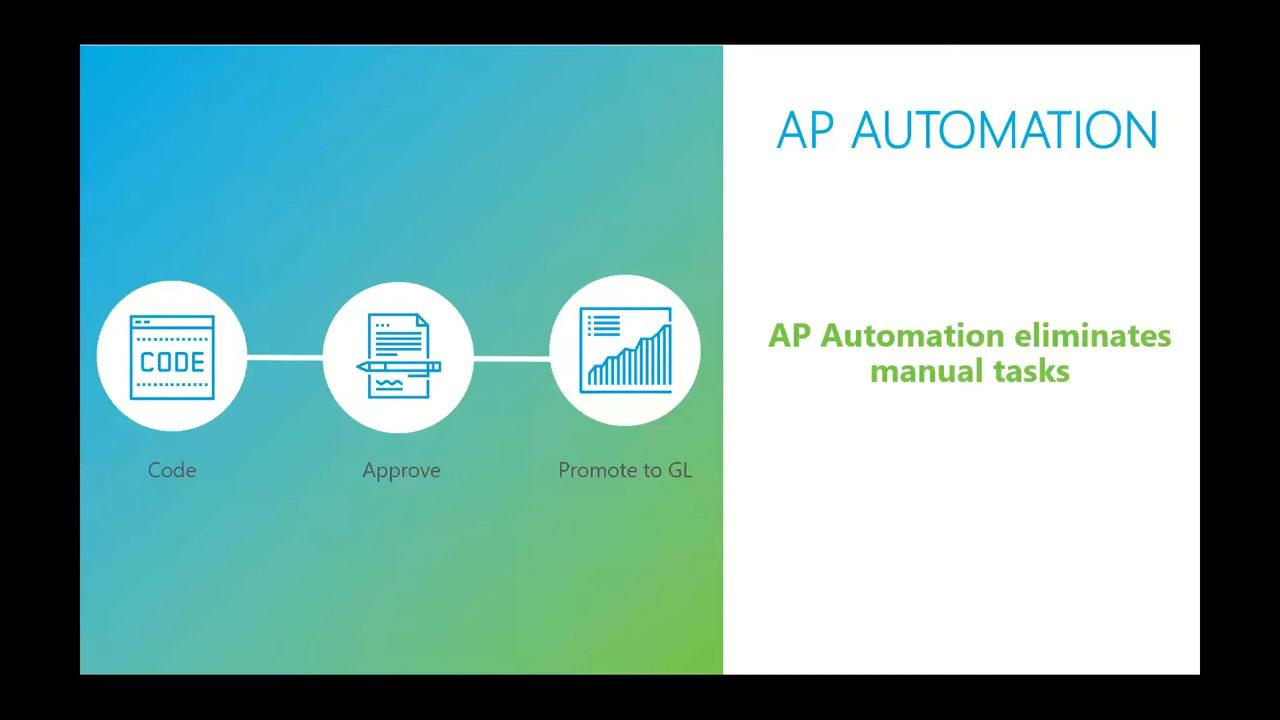 AP AUTOMATION
CODE
Code
Approve
Promote to GL
AP Automation eliminates
manual tasks